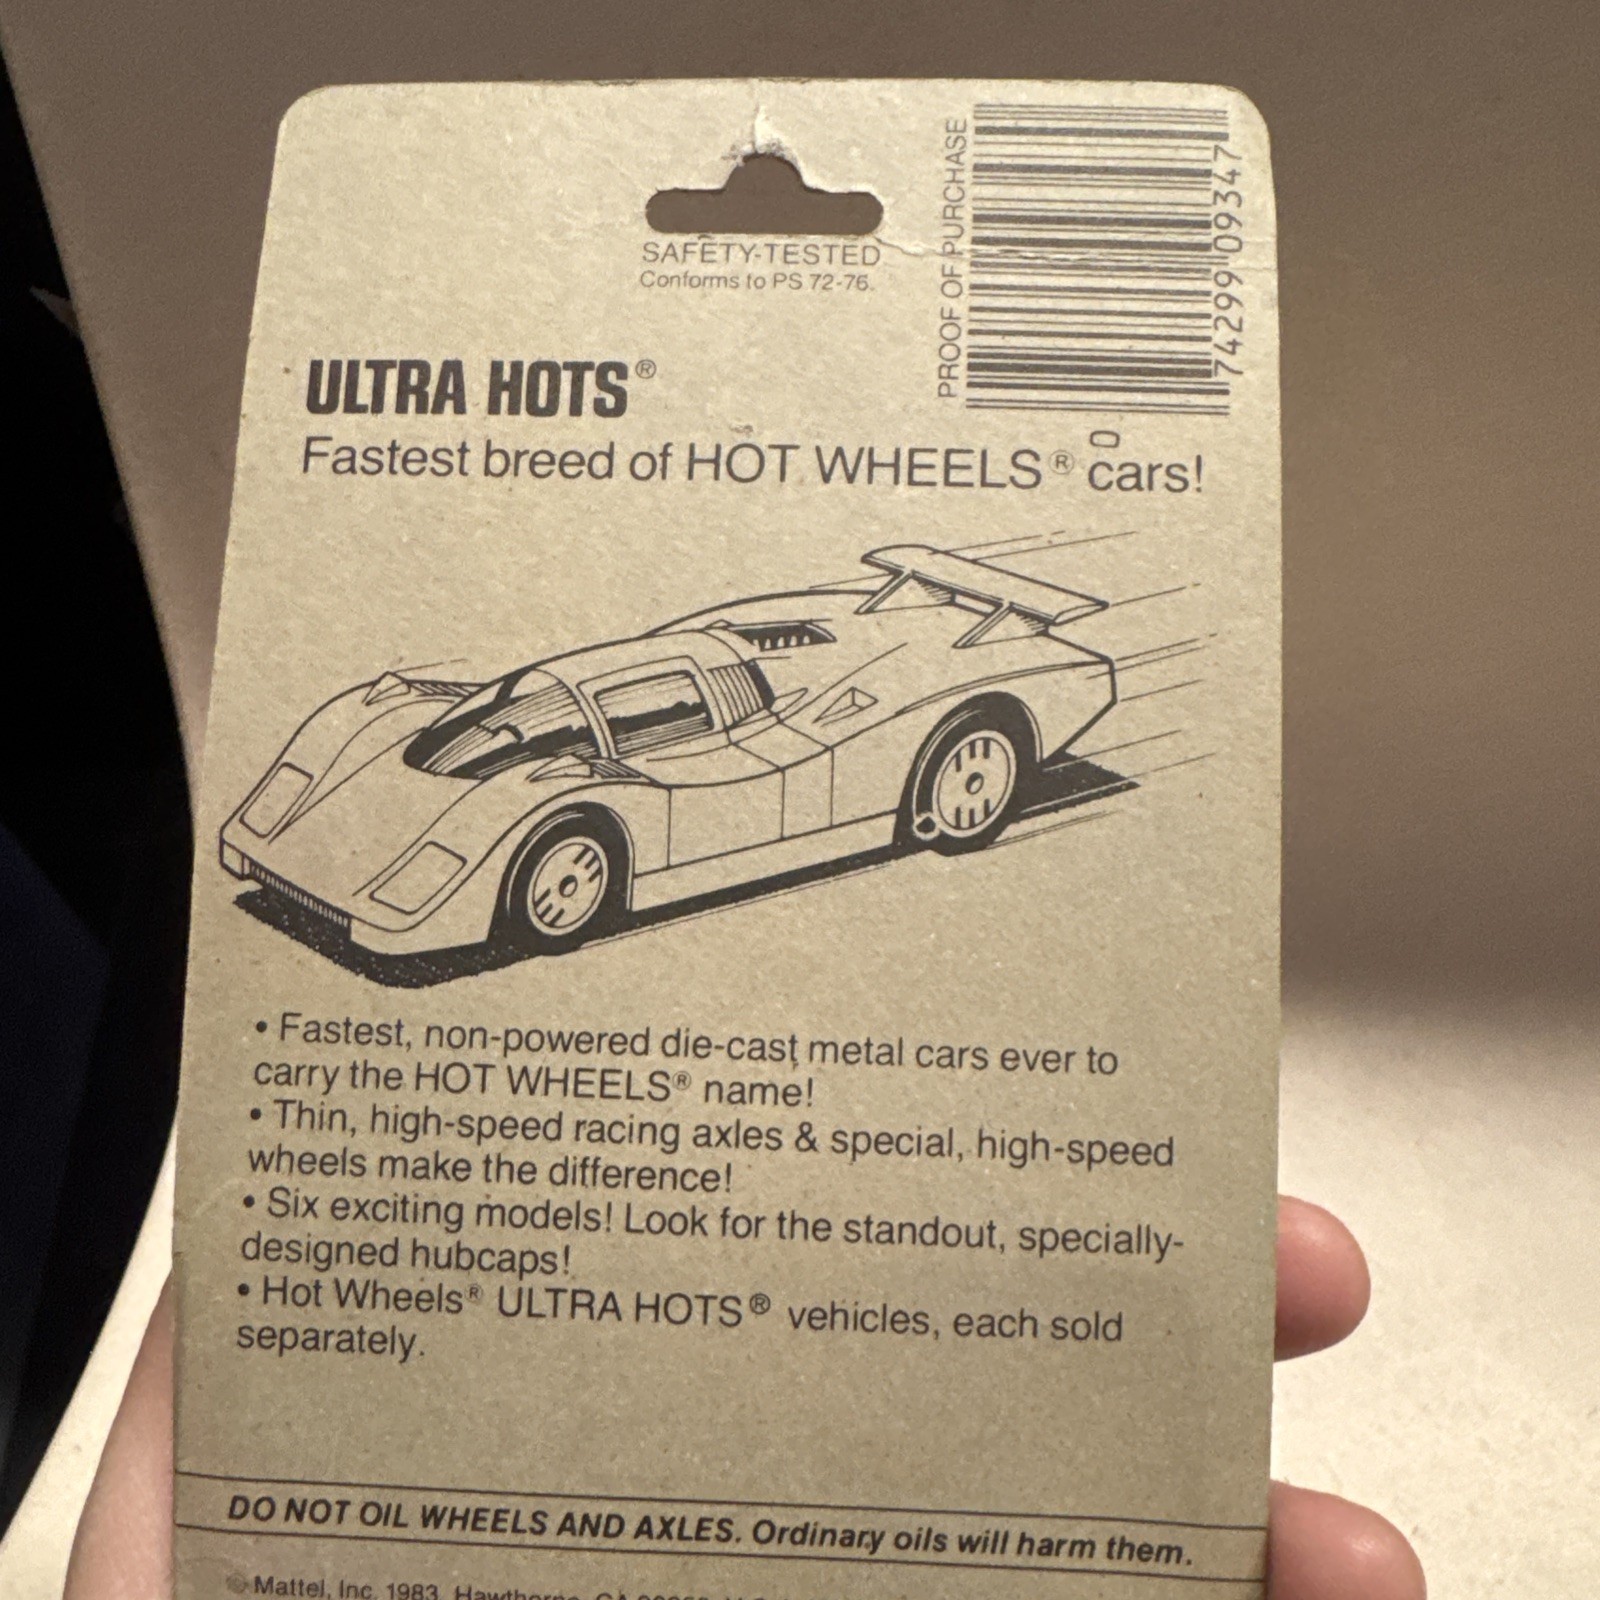 SAFETY-TESTED
Conforms to PS 72-76.
PROOF OF PURCHASE
0 74299 09347
ULTRA HOTS®
Fastest breed of HOT WHEELS® cars!
• Fastest, non-powered die-cast metal cars ever to
carry the HOT WHEELS® name!
• Thin, high-speed racing axles & special, high-speed
wheels make the difference!
• Six exciting models! Look for the standout, specially-
designed hubcaps!
• Hot Wheels® ULTRA HOTS® vehicles, each sold
separately.
DO NOT OIL WHEELS AND AXLES. Ordinary oils will harm them.
Mattel, Inc. 1983, Hawthorne, CA